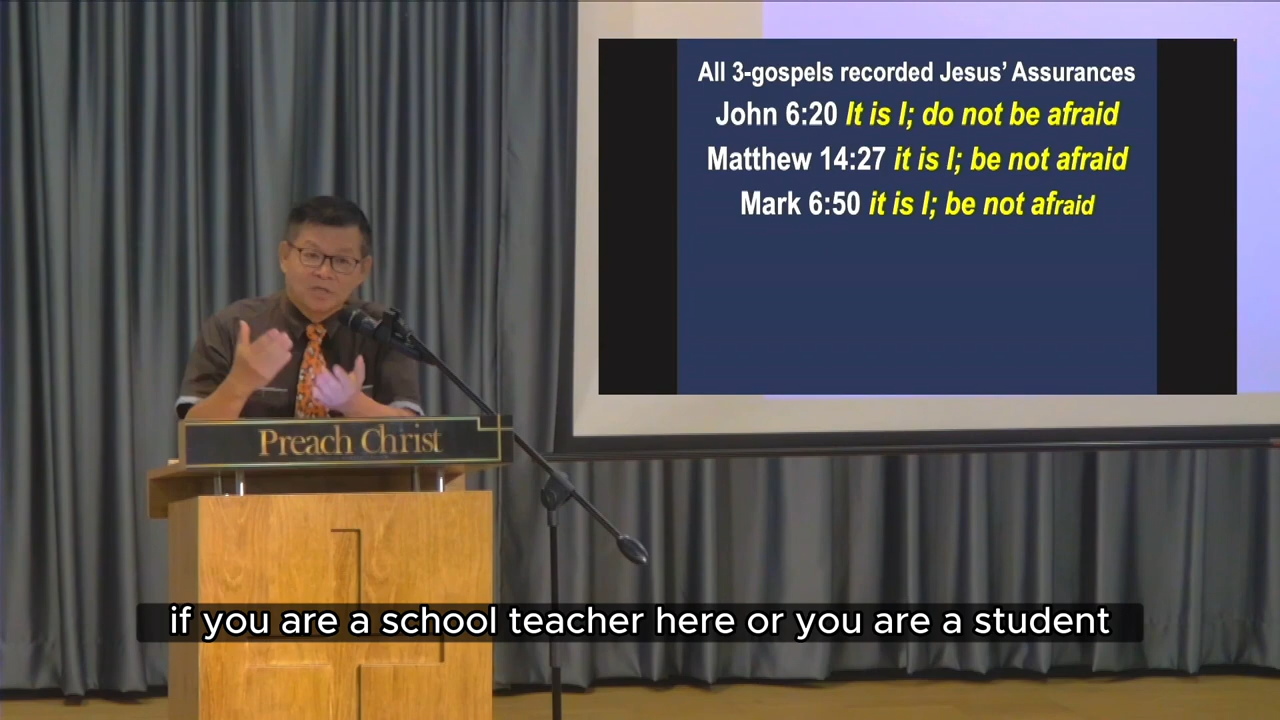 All 3-gospels recorded Jesus’ Assurances
John 6:20 It is I; do not be afraid
Matthew 14:27 it is I; be not afraid
Mark 6:50 it is I; be not afraid
Preach Christ
if you are a school teacher here or you are a student